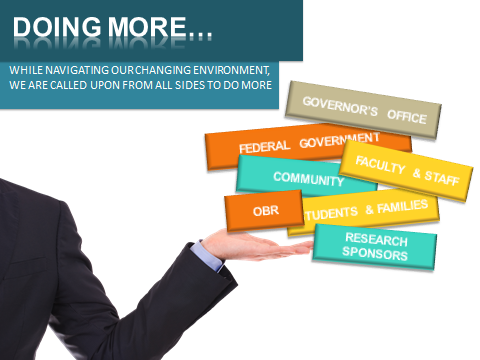 DOING MORE...
WHILE NAVIGATING OUR CHANGING ENVIRONMENT,
WE ARE CALLED UPON FROM ALL SIDES TO DO MORE
GOVERNOR'S OFFICE
FEDERAL GOVERNMENT
FACULTY & STAFF
COMMUNITY
OBR
TUDENTS & FAMILIES
RESEARCH
SPONSORS